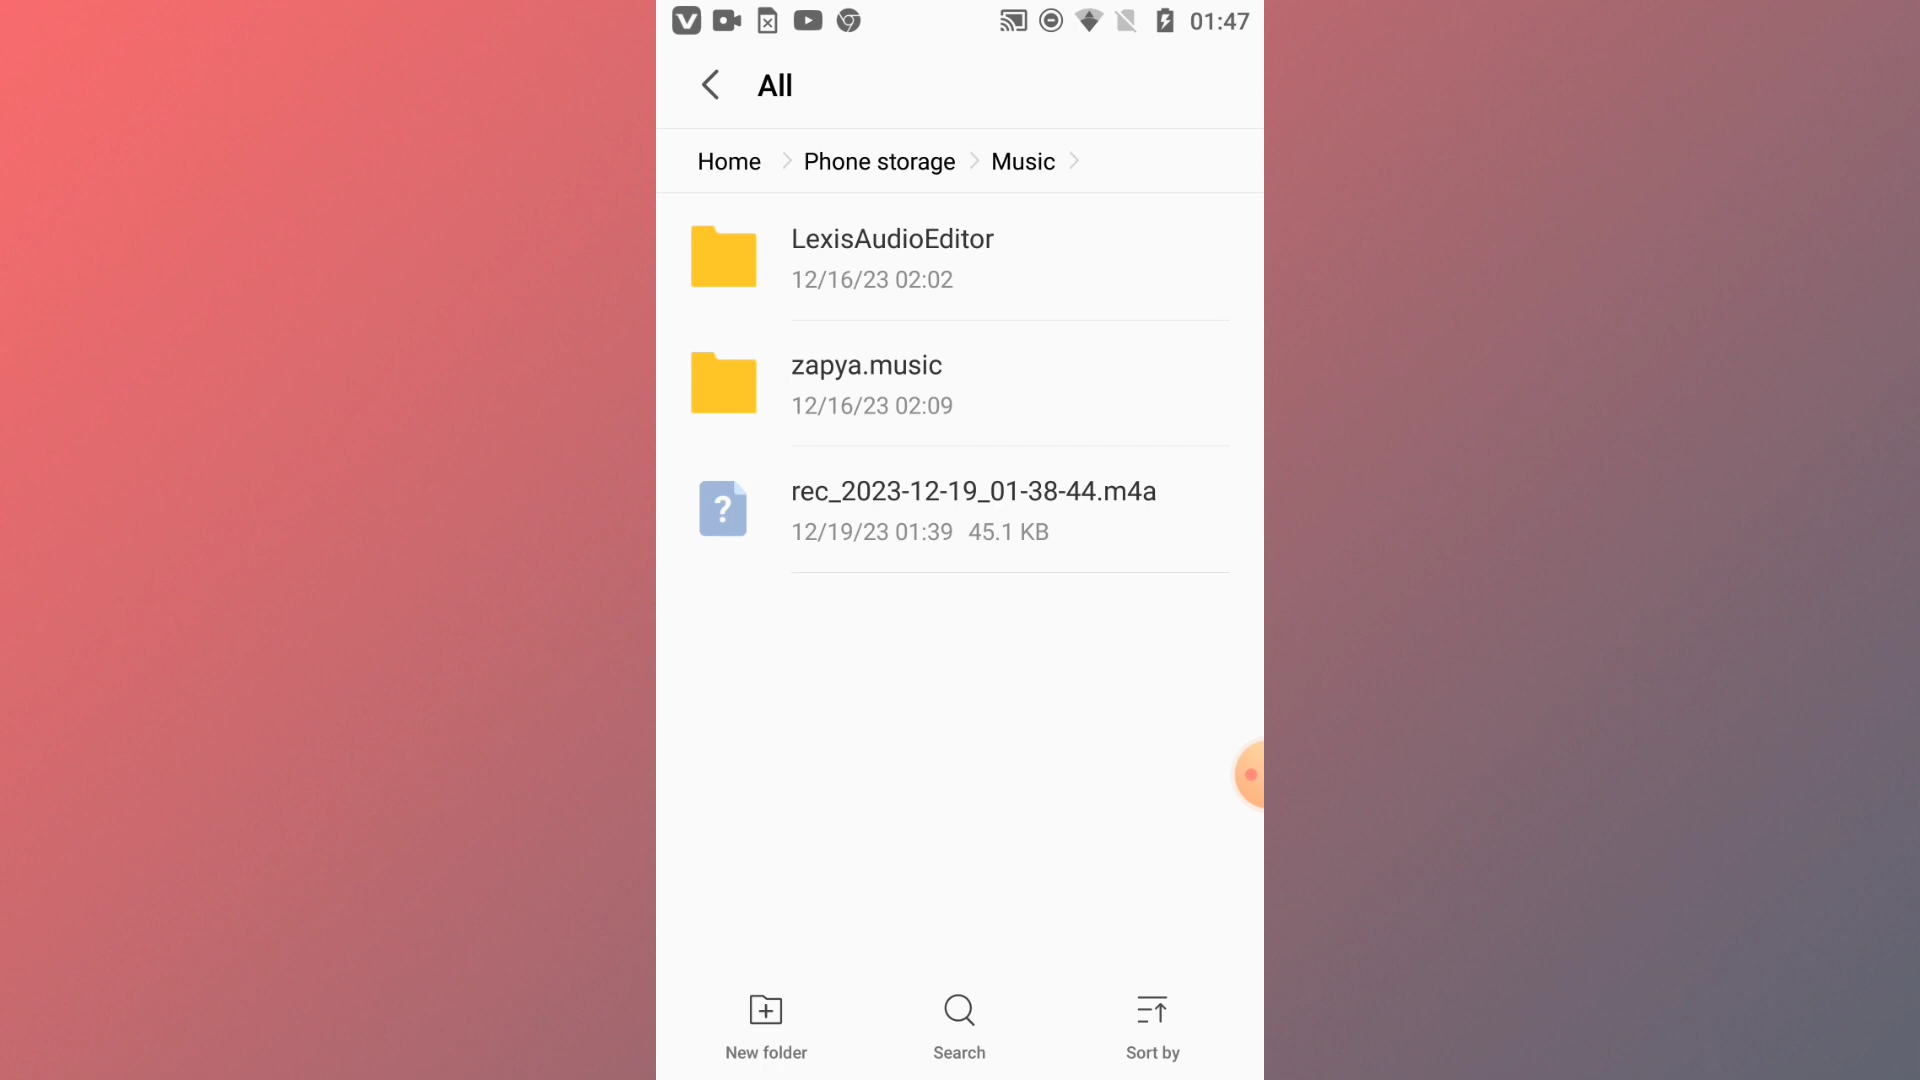 01:47
All
Home Phone storage Music
LexisAudioEditor
12/16/23 02:02
zapya.music
12/16/23 02:09
?
rec_2023-12-19_01-38-44.m4a
12/19/23 01:39 45.1 KB
New folder Search Sort by